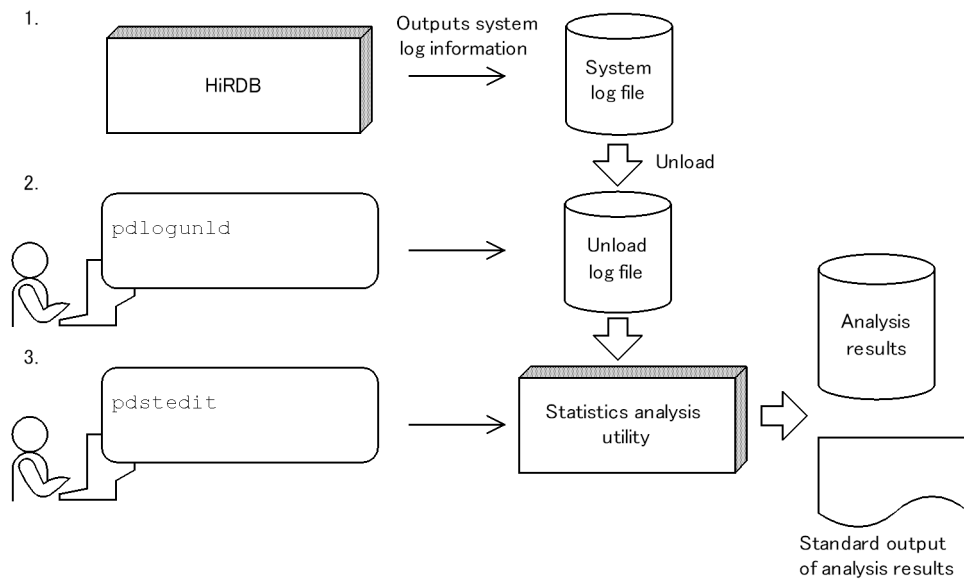 1.
HiRDB
Outputs system
log information
System
log file
Unload
2.
pdlogunld
Unload
log file
3.
pdstedit
Statistics analysis
utility
Analysis
results
Standard output
of analysis results